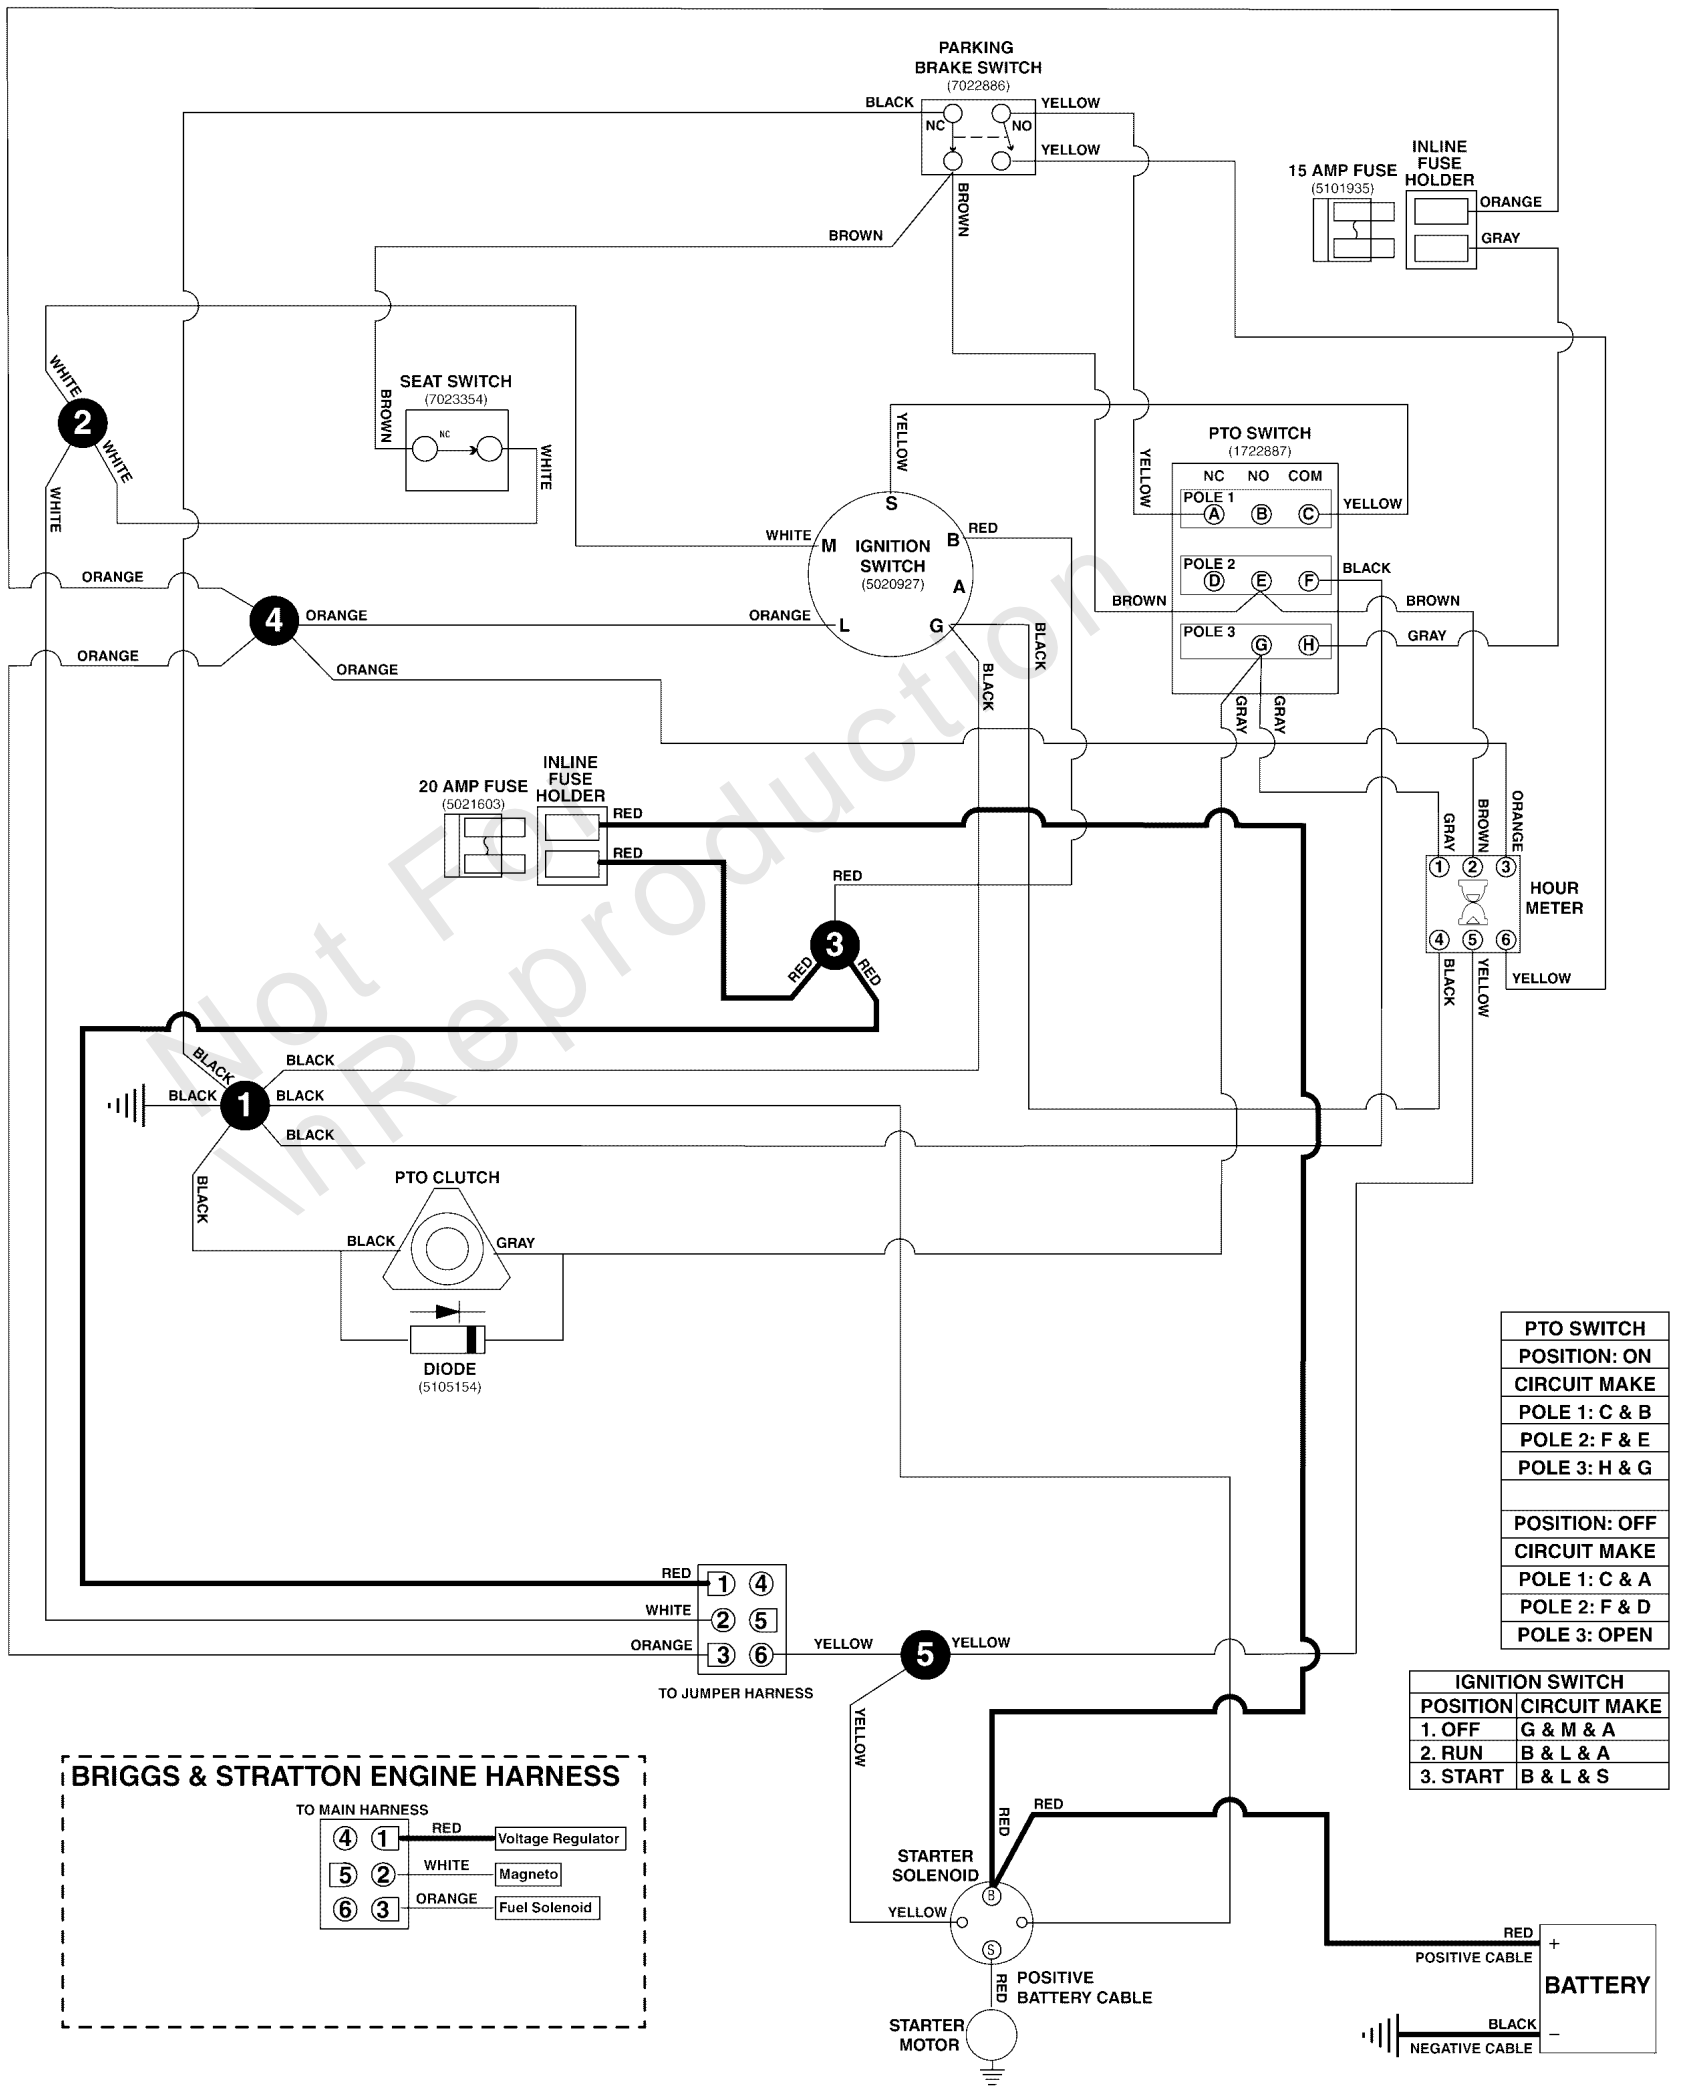 PARKING
BRAKE SWITCH
(7022886)
BLACK
YELLOW
NC
NO
YELLOW
BROWN
BROWN
15 AMP FUSE
(5101935)
INLINE
FUSE
HOLDER
ORANGE
GRAY
WHITE
2
WHITE
WHITE
SEAT SWITCH
(7023354)
BROWN
NC
WHITE
YELLOW
PTO SWITCH
(1722887)
NC NO COM
YELLOW
POLE 1
A B C
YELLOW
POLE 2
D E F
BLACK
BROWN
BROWN
POLE 3
G H
GRAY
GRAY
GRAY
S
WHITE
M
IGNITION
SWITCH
(5020927)
B
RED
A
ORANGE
4
ORANGE
ORANGE
L
G
BLACK
BLACK
ORANGE
ORANGE
20 AMP FUSE
(5021603)
INLINE
FUSE
HOLDER
RED
RED
RED
3
RED
RED
GRAY
BROWN
ORANGE
1 2 3
HOUR
METER
4 5 6
BLACK
YELLOW
YELLOW
Not For
\nReproduction
BLACK
BLACK
BLACK
1
BLACK
BLACK
BLACK
PTO CLUTCH
BLACK
GRAY
DIODE
(5105154)
PTO SWITCH
POSITION: ON
CIRCUIT MAKE
POLE 1: C & B
POLE 2: F & E
POLE 3: H & G
POSITION: OFF
CIRCUIT MAKE
POLE 1: C & A
POLE 2: F & D
POLE 3: OPEN
RED
1 4
WHITE
2 5
ORANGE
3 6
YELLOW
5
YELLOW
TO JUMPER HARNESS
YELLOW
IGNITION SWITCH
POSITION CIRCUIT MAKE
1. OFF G & M & A
2. RUN B & L & A
3. START B & L & S
BRIGGS & STRATTON ENGINE HARNESS
TO MAIN HARNESS
4 1
RED
Voltage Regulator
5 2
WHITE
Magneto
6 3
ORANGE
Fuel Solenoid
RED
RED
STARTER
SOLENOID
B
YELLOW
S
RED
POSITIVE
BATTERY CABLE
STARTER
MOTOR
RED
+
POSITIVE CABLE
BATTERY
BLACK
−
NEGATIVE CABLE